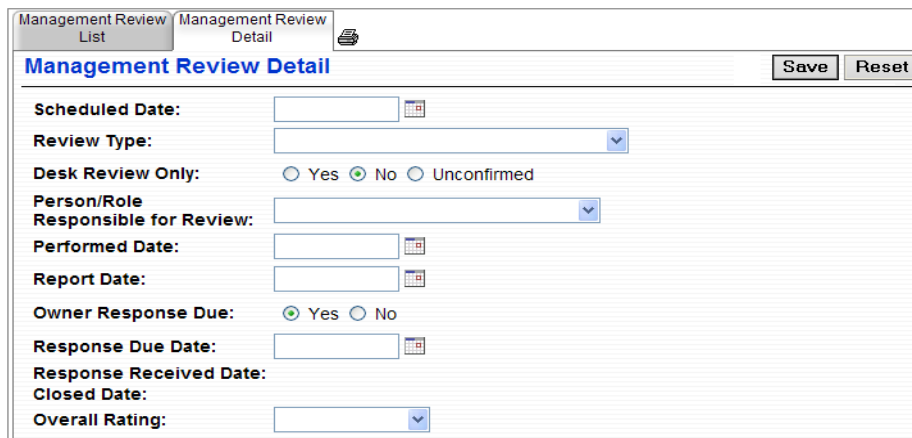 Management Review List
Management Review Detail
Management Review Detail
Save Reset
Scheduled Date:
Review Type:
Desk Review Only: Yes No Unconfirmed
Person/Role
Responsible for Review:
Performed Date:
Report Date:
Owner Response Due: Yes No
Response Due Date:
Response Received Date:
Closed Date:
Overall Rating: